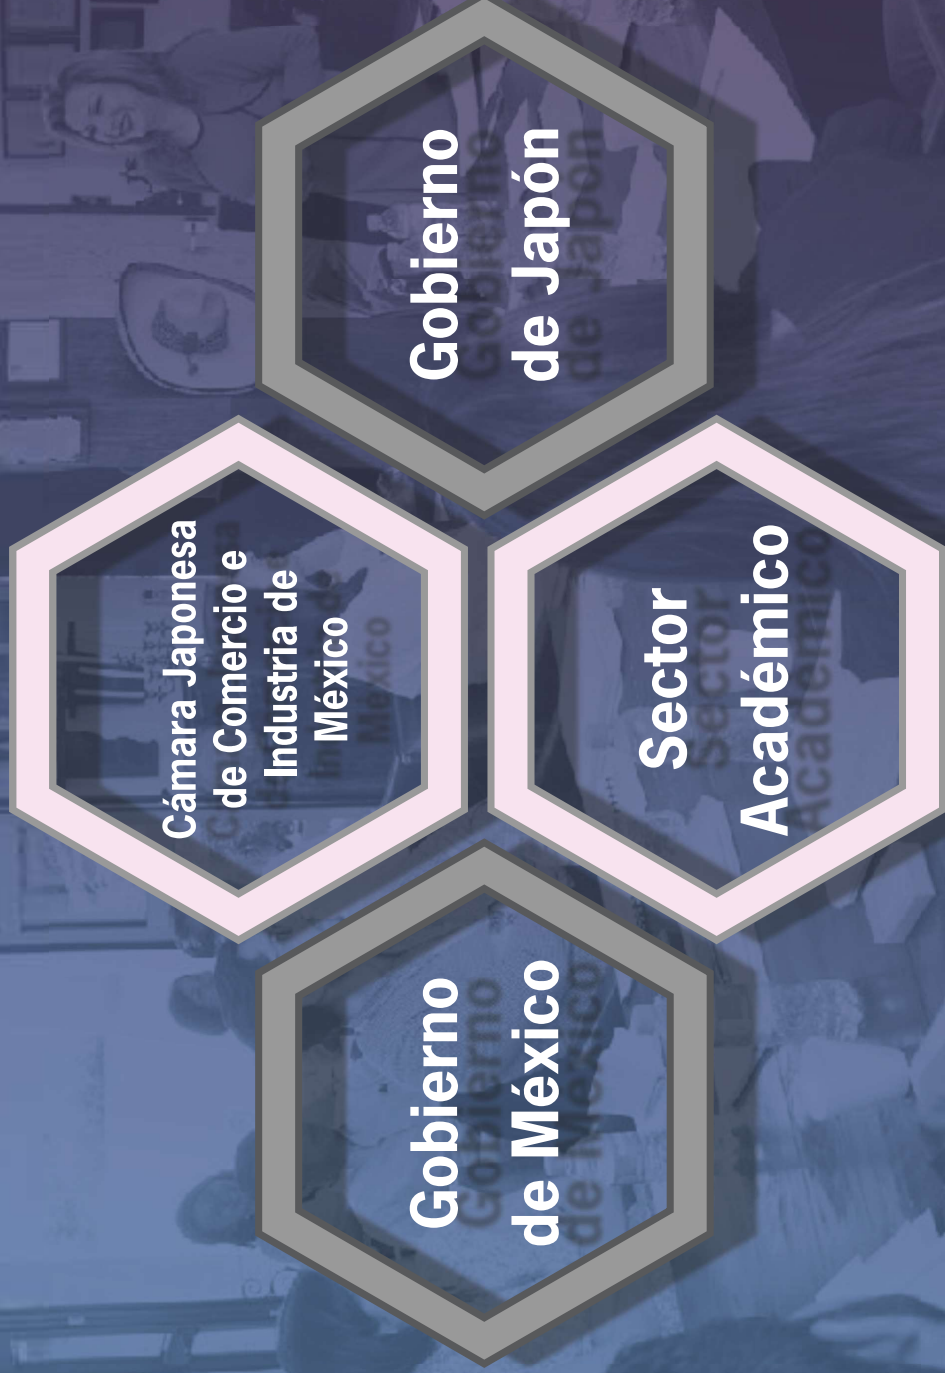 Gobierno
de México
Cámara Japonesa
de Comercio e
Industria de
México
Sector
Académico
Gobierno
de Japón